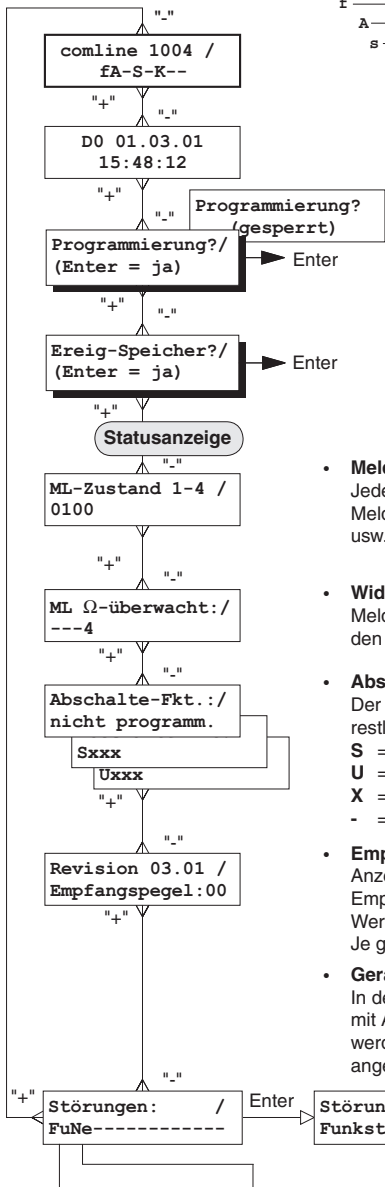 f
A
s
"-"
comline 1004 /
fA-S-K--
"+"
"-"
D0 01.03.01
15:48:12
"+"
"-"
Programmierung?
(gesperrt)
Programmierung?/
(Enter = ja)
Enter
"+"
"-"
Ereig-Speicher?/
(Enter = ja)
Enter
"+"
Statusanzeige
"-"
ML-Zustand 1-4 /
0100
"+"
"-"
ML Ω-überwacht:/
---4
"+"
"-"
Abschalte-Fkt.:/
nicht programm.
Sxxx
Uxxx
"+"
"-"
Revision 03.01 /
Empfangspegel:00
"+"
"-"
"+"
Störungen: /
FuNe------------
Enter
Störun
Funkst
• Meld
Jede
Meld
usw.
• Wid
Meld
den
• Abs
Der
restl
S =
U =
X =
- =
• Emp
Anze
Emp
Wer
Je g
• Gerä
In de
mit A
werd
ange